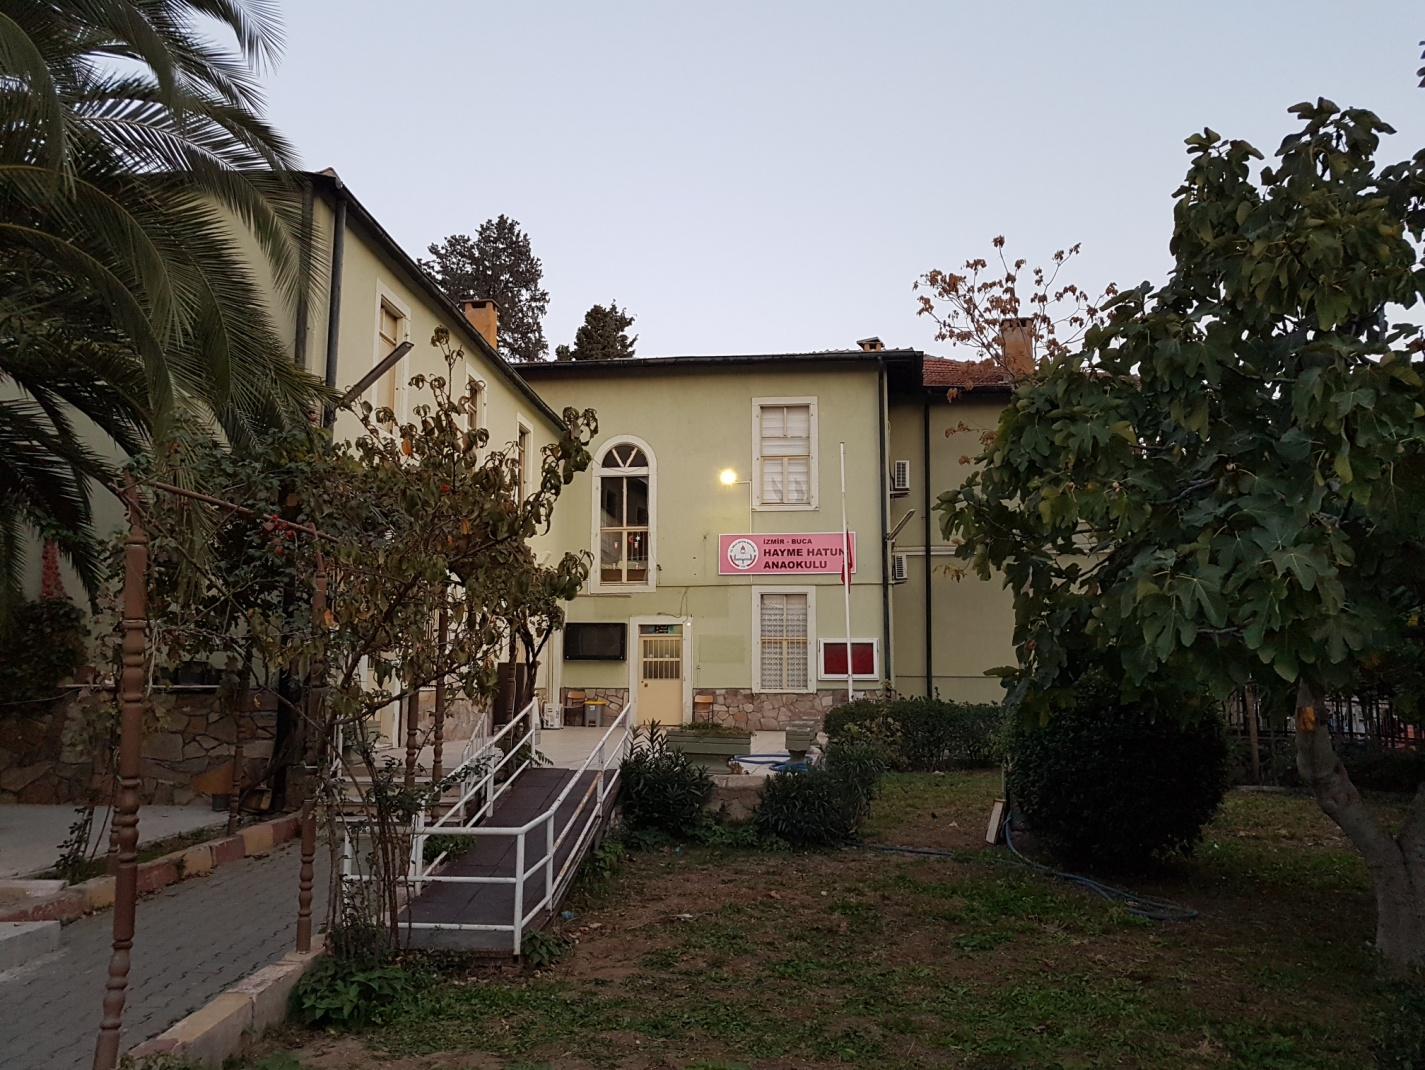 İZMİR - BUCA
HAYME HATUN
ANAOKULU